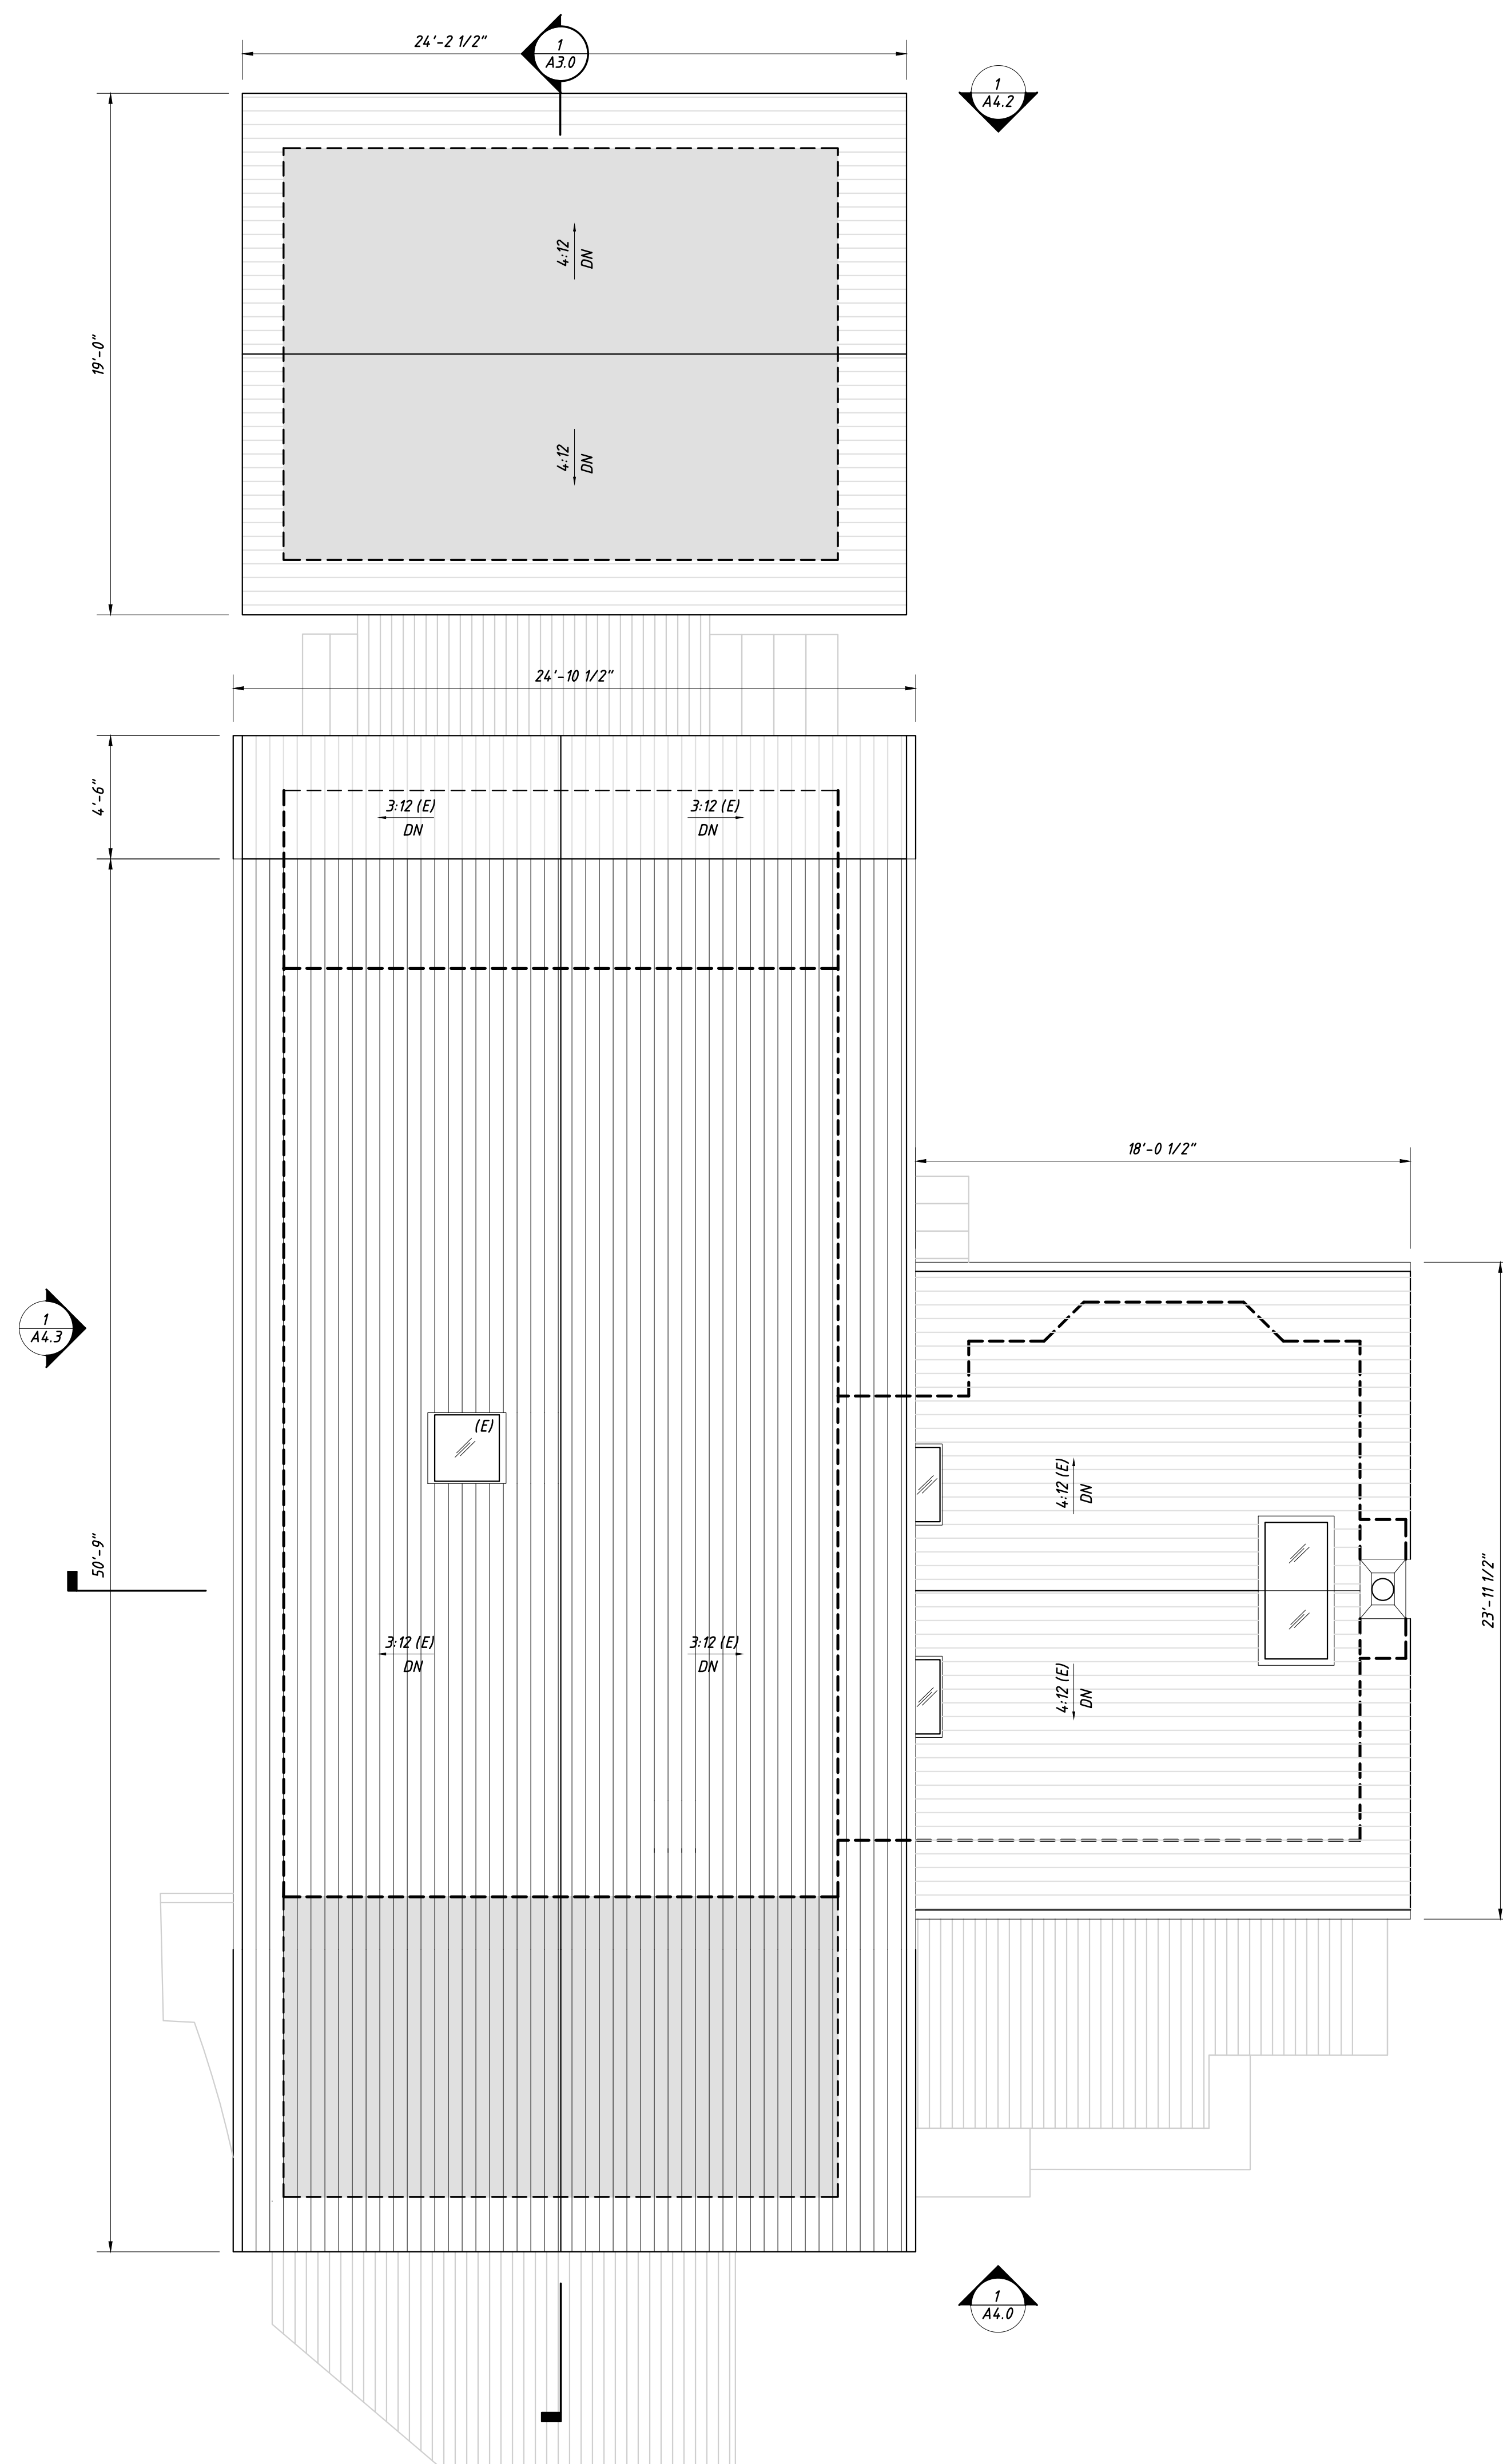 24'-2 1/2"
1
A3.0
1
A4.2
4:12
DN
19'-0"
4:12
DN
24'-10 1/2"
4'-6"
3:12 (E)
DN
3:12 (E)
DN
18'-0 1/2"
1
A4.3
(E)
4:12 (E)
DN
50'-9"
23'-11 1/2"
3:12 (E)
DN
3:12 (E)
DN
4:12 (E)
DN
1
A4.0